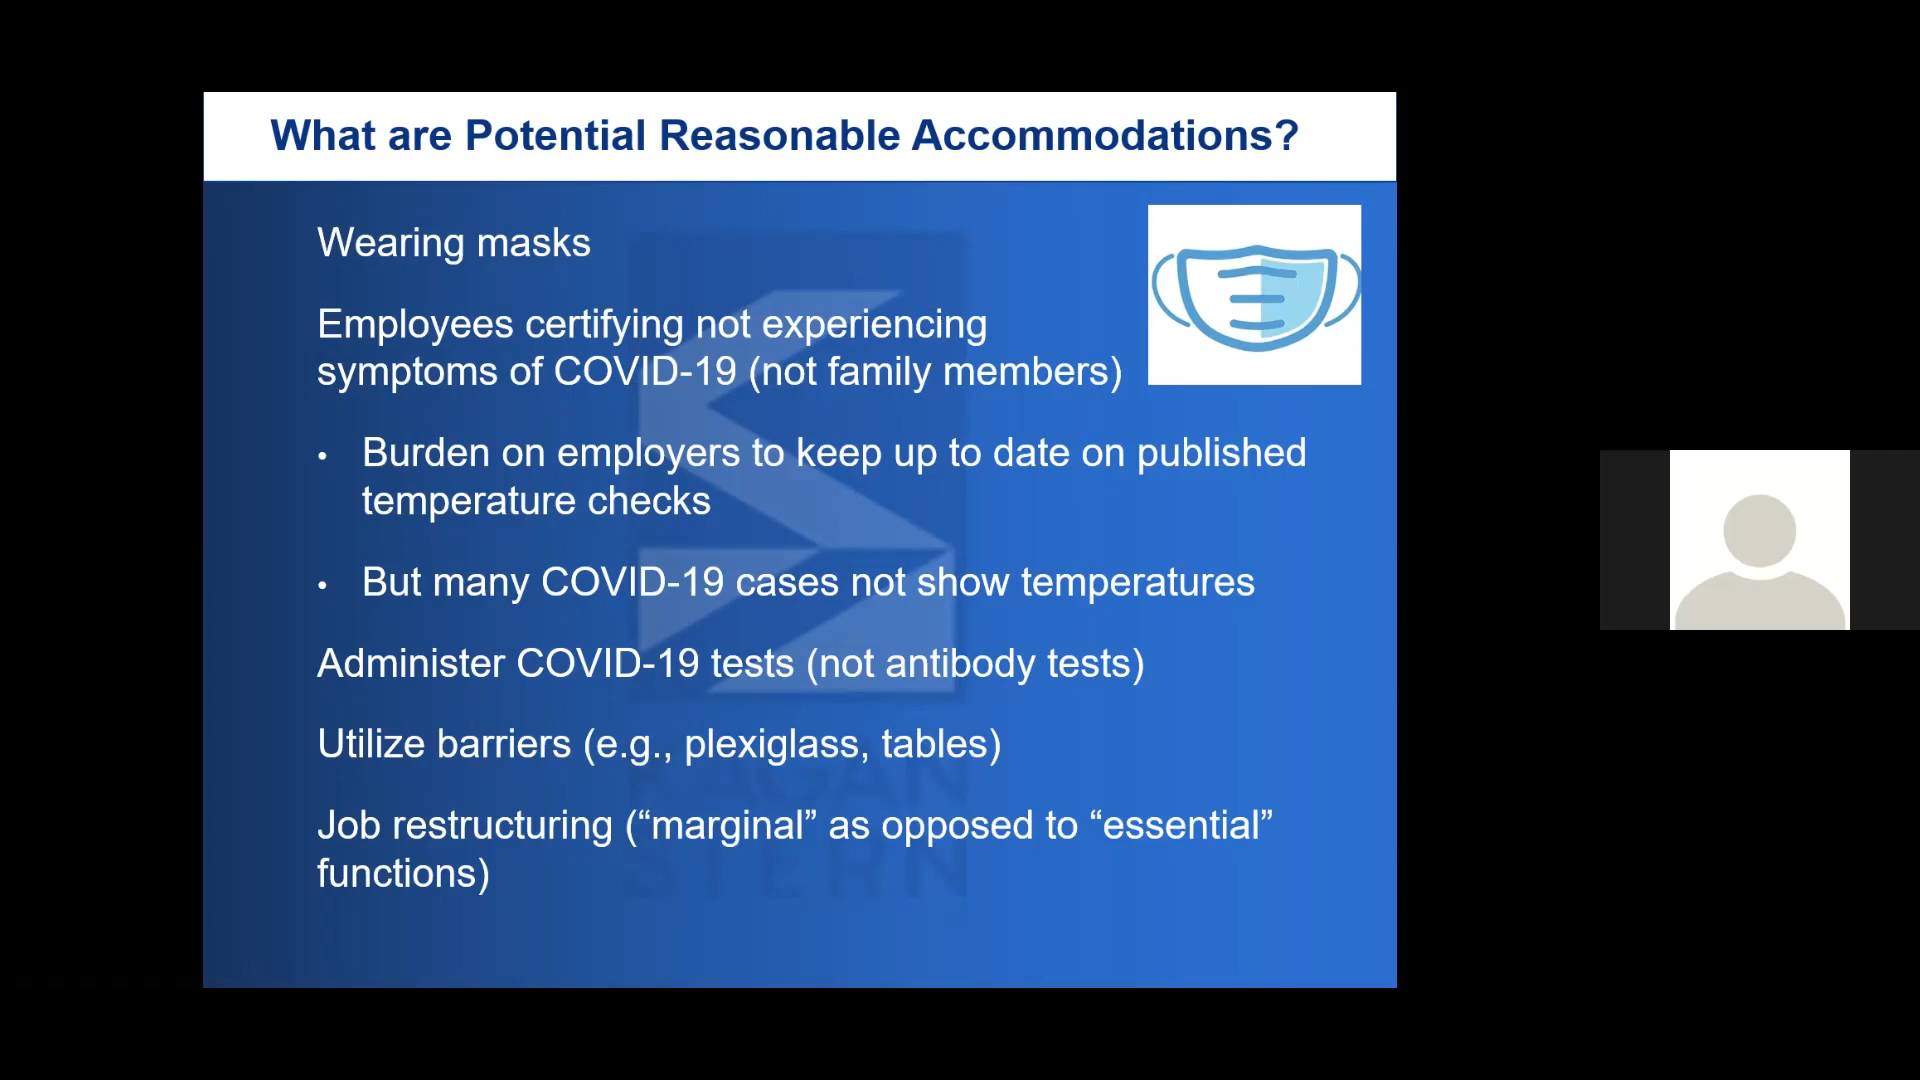 What are Potential Reasonable Accommodations?
Wearing masks
Employees certifying not experiencing
symptoms of COVID-19 (not family members)
• Burden on employers to keep up to date on published
temperature checks
• But many COVID-19 cases not show temperatures
Administer COVID-19 tests (not antibody tests)
Utilize barriers (e.g., plexiglass, tables)
KAGAN
Job restructuring (“marginal” as opposed to “essential”
STERN
functions)